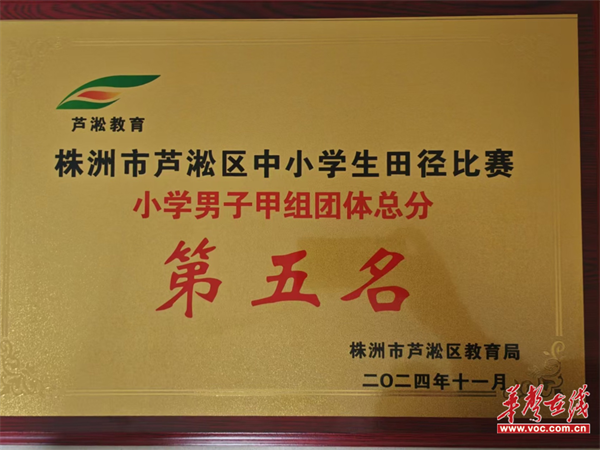 芦淞教育
株洲市芦淞区中小学生田径比赛
小学男子甲组团体总分
第五名
株洲市芦淞区教育局
二〇二四年十一月
华声在线
www.voc.com.cn